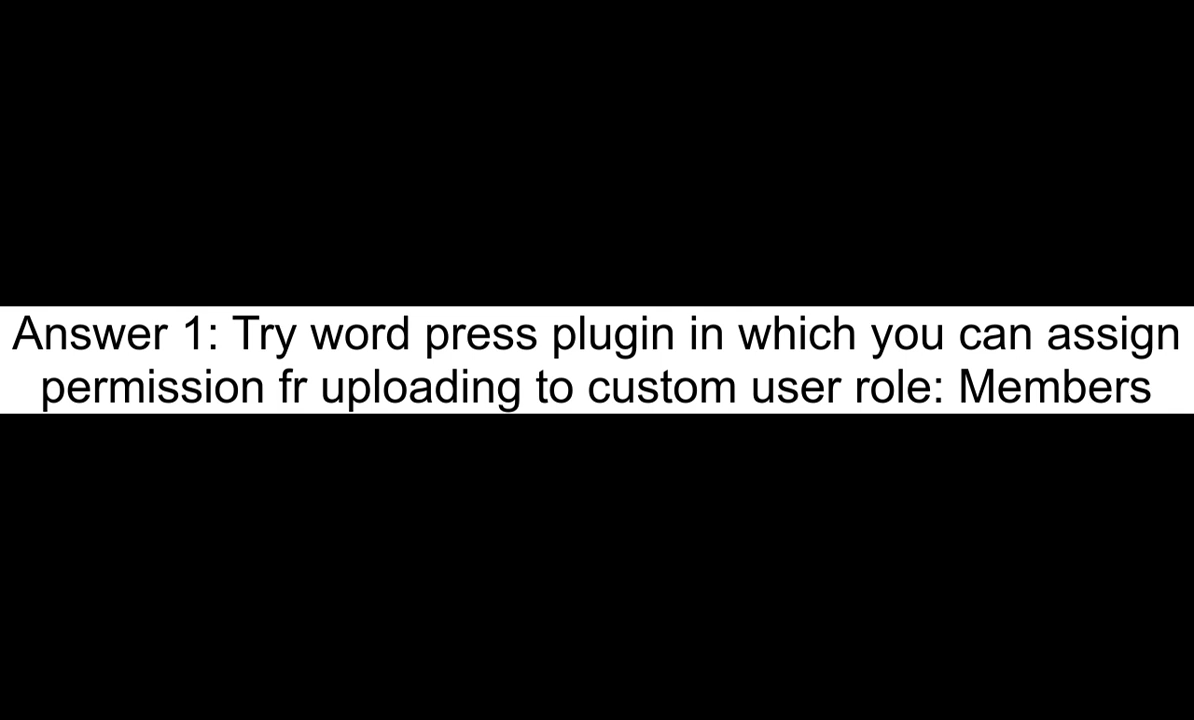 Answer 1: Try word press plugin in which you can assign
permission fr uploading to custom user role: Members